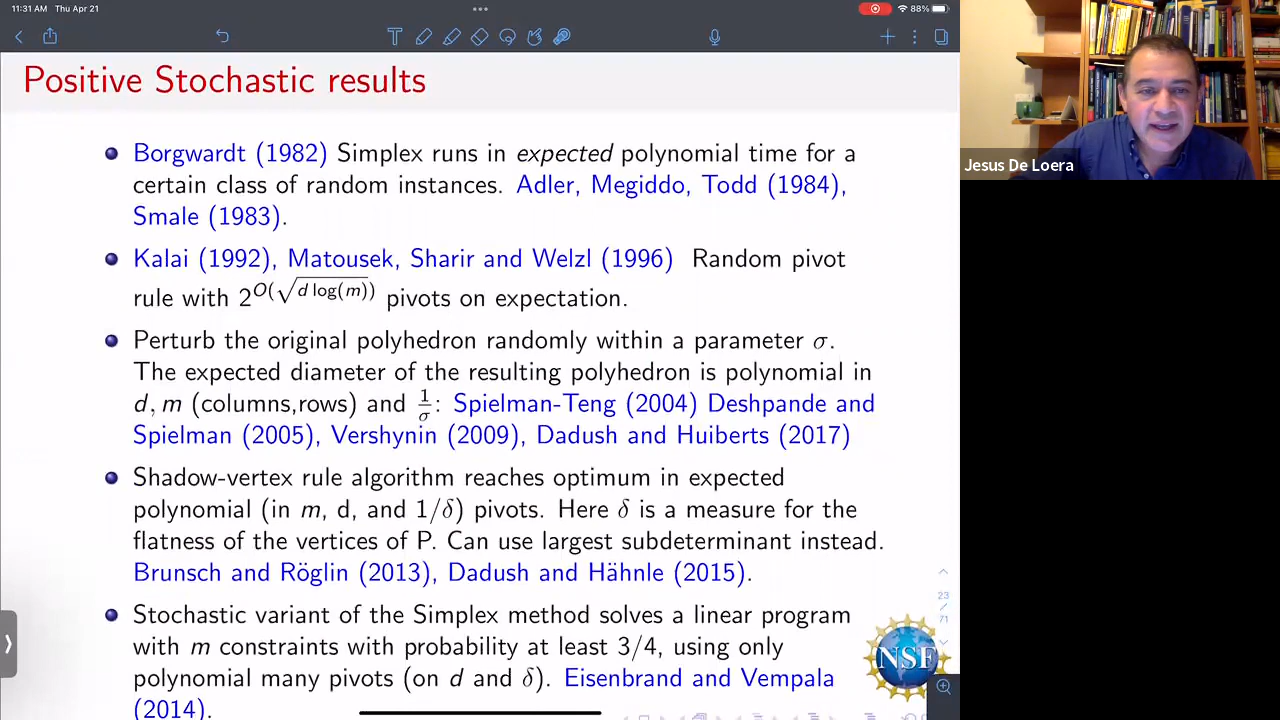 11:31 AM Thu Apr 21
88%
Positive Stochastic results
Borgwardt (1982) Simplex runs in expected polynomial time for a
certain class of random instances. Adler, Megiddo, Todd (1984),
Smale (1983).
Kalai (1992), Matousek, Sharir and Welzl (1996) Random pivot
rule with 2^{O(√(d log(m)))} pivots on expectation.
Perturb the original polyhedron randomly within a parameter σ.
The expected diameter of the resulting polyhedron is polynomial in
d, m (columns,rows) and 1/σ: Spielman-Teng (2004) Deshpande and
Spielman (2005), Vershynin (2009), Dadush and Huiberts (2017)
Shadow-vertex rule algorithm reaches optimum in expected
polynomial (in m, d, and 1/δ) pivots. Here δ is a measure for the
flatness of the vertices of P. Can use largest subdeterminant instead.
Brunsch and Röglin (2013), Dadush and Hähnle (2015).
Stochastic variant of the Simplex method solves a linear program
with m constraints with probability at least 3/4, using only
polynomial many pivots (on d and δ). Eisenbrand and Vempala
(2014).
23
/
71
NSF
Jesus De Loera